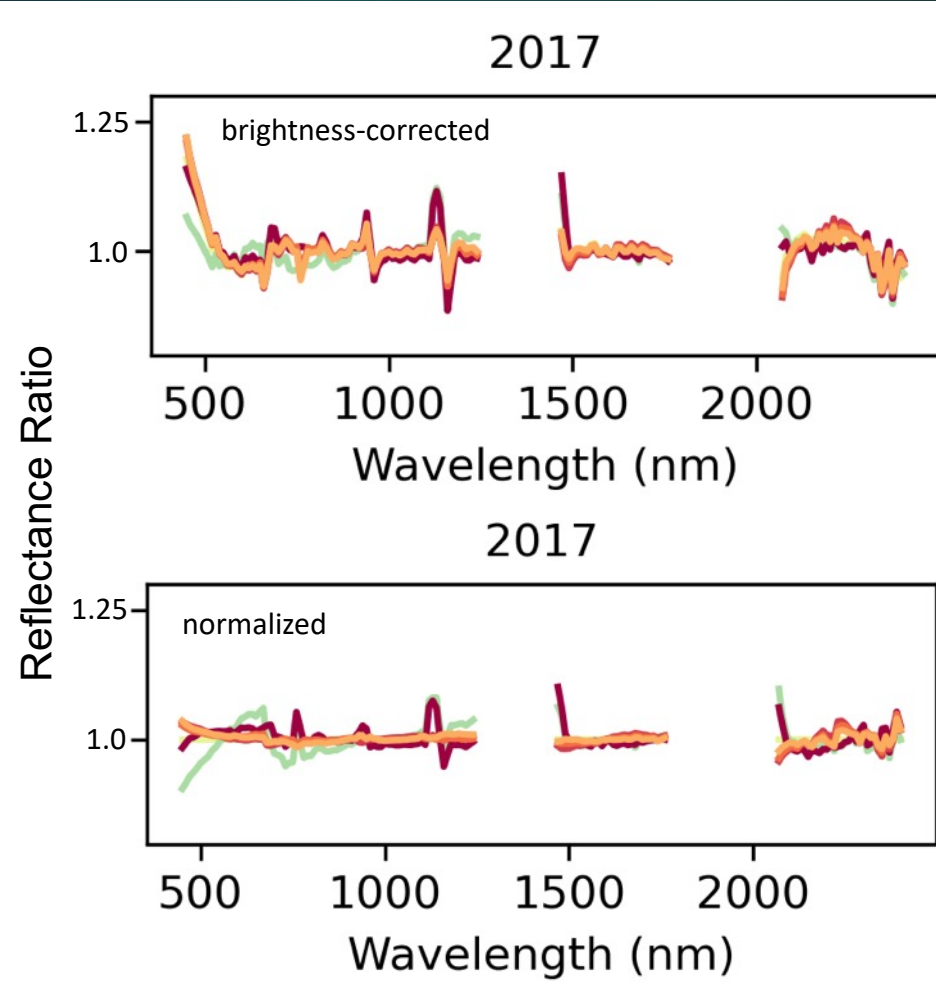 2017
1.25
brightness-corrected
1.0
500 1000 1500 2000
Wavelength (nm)
Reflectance Ratio
2017
1.25
normalized
1.0
500 1000 1500 2000
Wavelength (nm)